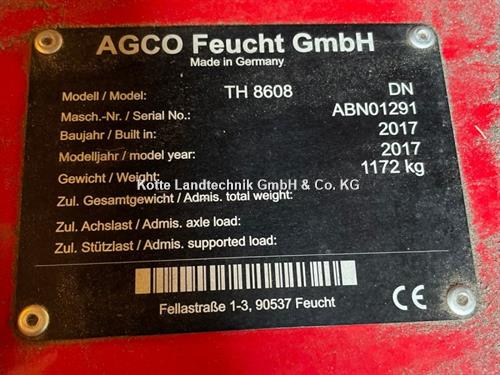 AGCO Feucht GmbH
Made in Germany
Modell / Model: TH 8608 DN
Masch.-Nr. / Serial No.: ABN01291
Baujahr / Built in: 2017
Modelljahr / model year: 2017
Gewicht / Weight: 1172 kg
Kotte Landtechnik GmbH & Co. KG
Zul. Gesamtgewicht / Admis. total weight:
Zul. Achslast / Admis. axle load:
Zul. Stützlast / Admis. supported load:
Fellastraße 1-3, 90537 Feucht
CE